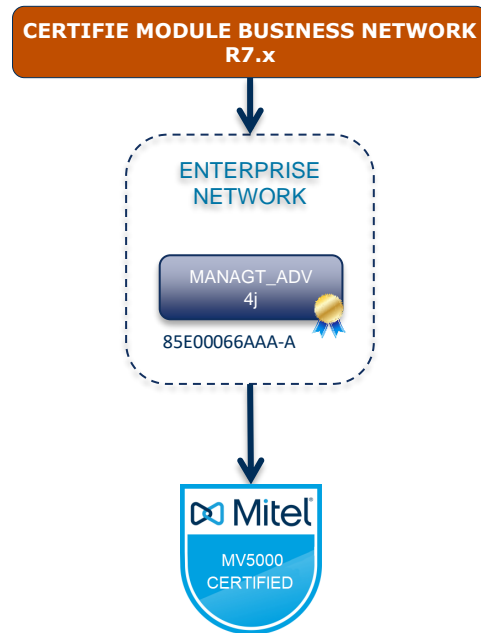 CERTIFIE MODULE BUSINESS NETWORK
R7.x
ENTERPRISE
NETWORK
MANAGT_ADV
4j
85E00066AAA-A
Mitel
MV5000
CERTIFIED